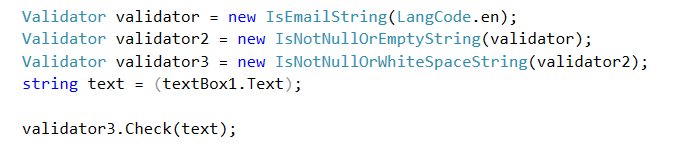 Validator validator = new IsEmailString(LangCode.en);
Validator validator2 = new IsNotNullOrEmptyString(validator);
Validator validator3 = new IsNotNullOrWhiteSpaceString(validator2);
string text = (textBox1.Text);
validator3.Check(text);